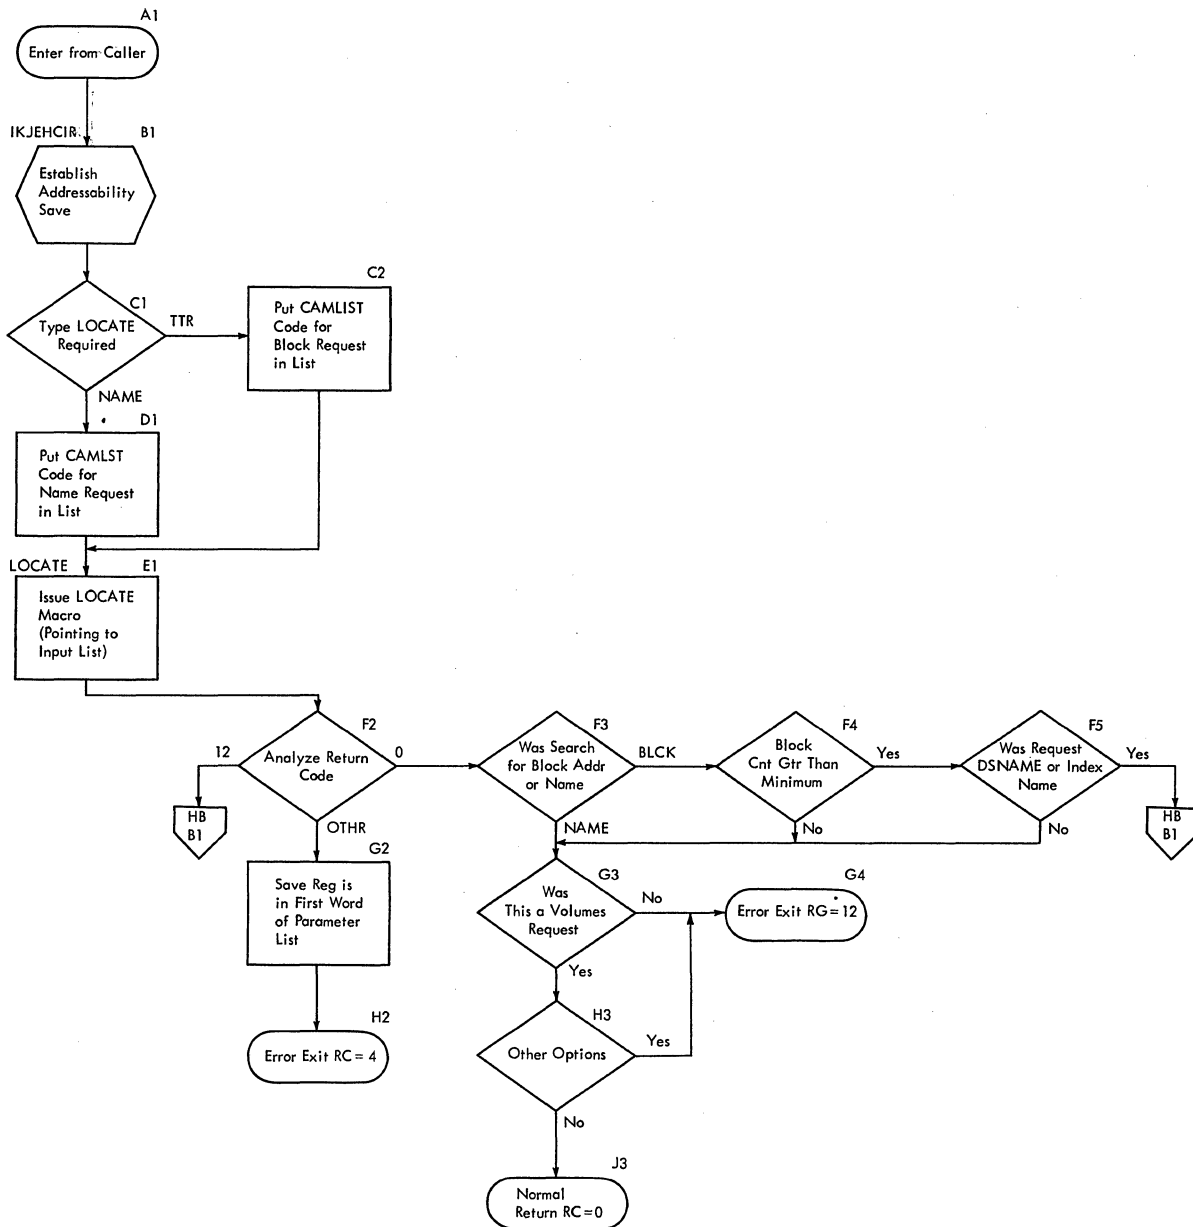 A1
Enter from Caller
IKJEHCIR
B1
Establish
Addressability
Save
C1
Type LOCATE
Required
TTR
C2
Put CAMLIST
Code for
Block Request
in List
NAME
D1
Put CAMLST
Code for
Name Request
in List
LOCATE
E1
Issue LOCATE
Macro
(Pointing to
Input List)
F2
12
Analyze Return
Code
0
HB
B1
OTHR
F3
Was Search
for Block Addr
or Name
BLCK
NAME
F4
Block
Cnt Gtr Than
Minimum
Yes
No
F5
Was Request
DSNAME or Index
Name
Yes
No
HB
B1
G2
Save Reg is
in First Word
of Parameter
List
G3
Was
This a Volumes
Request
No
Yes
G4
Error Exit RG=12
H2
Error Exit RC = 4
H3
Other Options
Yes
No
J3
Normal
Return RC=0